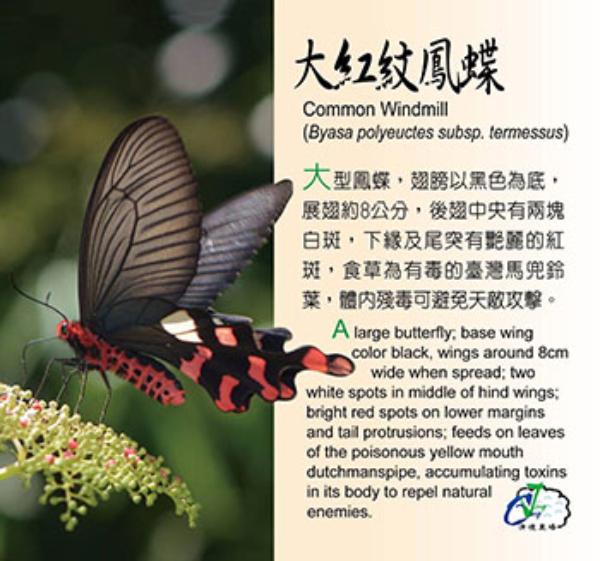 大紅紋鳳蝶
Common Windmill
(Byasa polyeuctes subsp. termessus)
大型鳳蝶，翅膀以黑色為底，
展翅約8公分，後翅中央有兩塊
白斑，下緣及尾突有艷麗的紅
斑，食草為有毒的臺灣馬兜鈴
葉，體內殘毒可避免天敵攻擊。
A large butterfly; base wing
color black, wings around 8cm
wide when spread; two
white spots in middle of hind wings;
bright red spots on lower margins
and tail protrusions; feeds on leaves
of the poisonous yellow mouth
dutchmanspipe, accumulating toxins
in its body to repel natural
enemies.